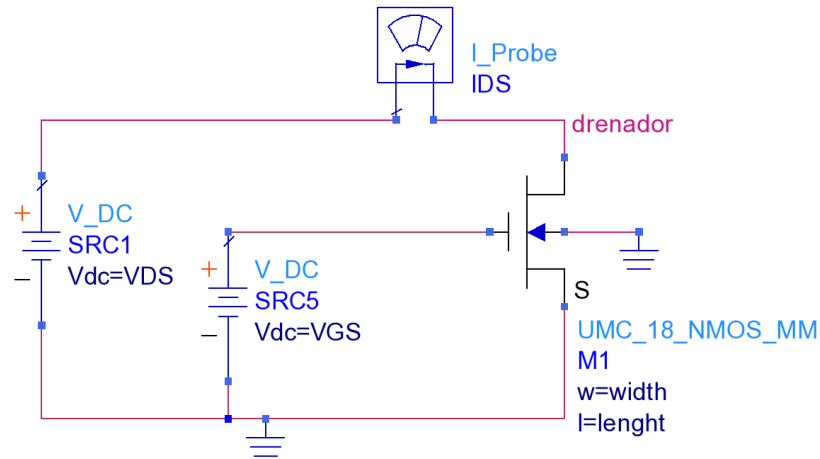 I_Probe
IDS
drenador
+
V_DC
SRC1
Vdc=VDS
−
+
V_DC
SRC5
Vdc=VGS
−
S
UMC_18_NMOS_MM
M1
w=width
l=lenght